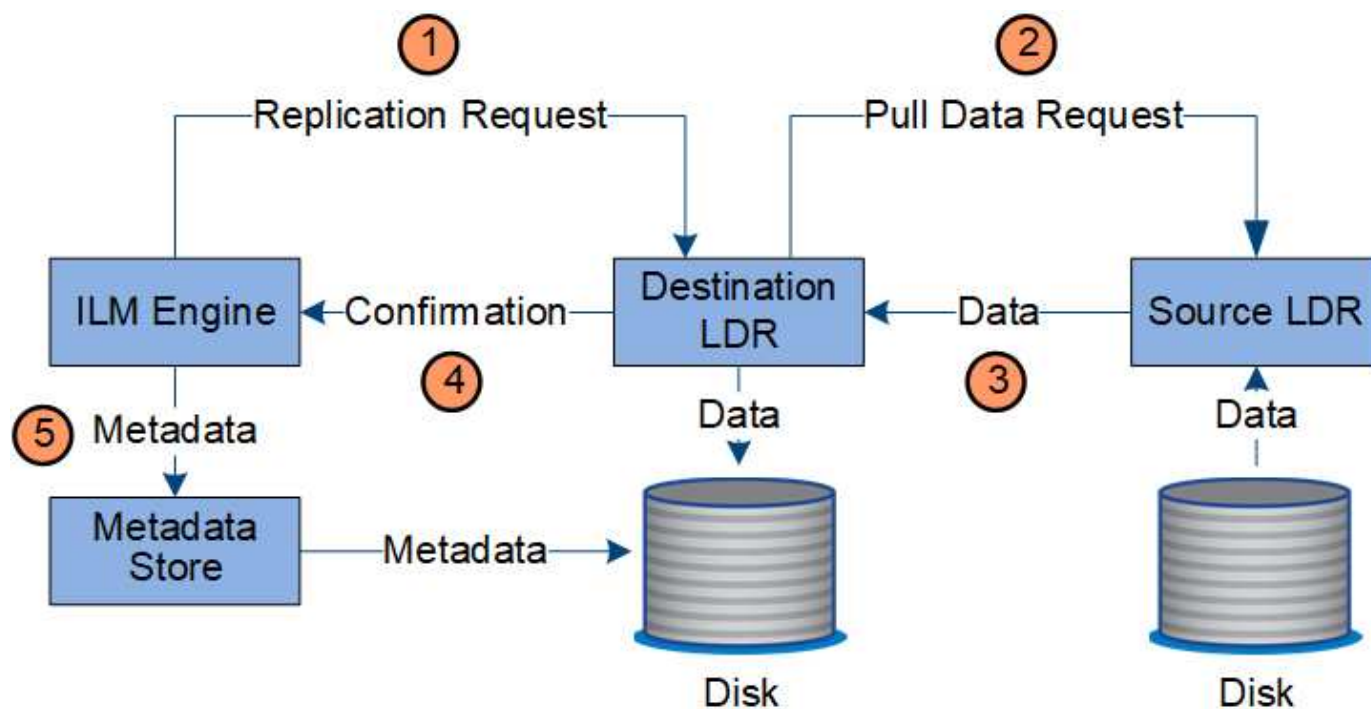 1
2
Replication Request
Pull Data Request
ILM Engine
Confirmation
Destination
LDR
Data
Source LDR
4
3
5
Metadata
Data
Data
Metadata
Store
Metadata
Disk
Disk